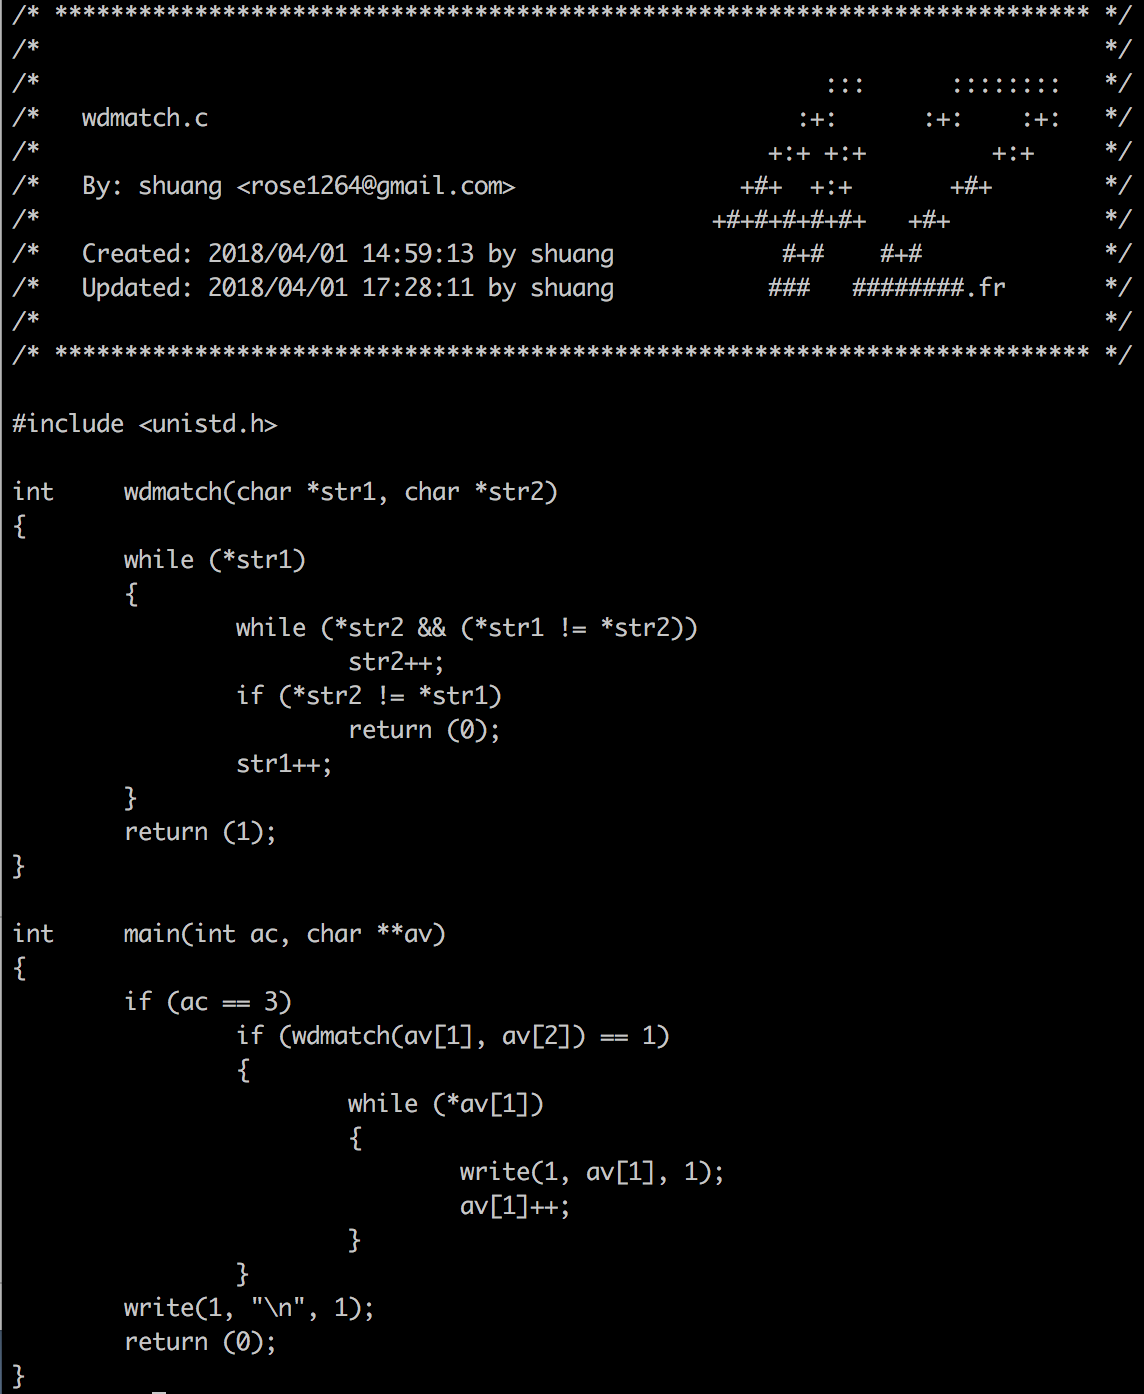 /* ************************************************************************** */
/*                                                                            */
/*                                                        :::      ::::::::   */
/*   wdmatch.c                                          :+:      :+:    :+:   */
/*                                                    +:+ +:+         +:+     */
/*   By: shuang <rose1264@gmail.com>                +#+  +:+       +#+        */
/*                                                +#+#+#+#+#+   +#+           */
/*   Created: 2018/04/01 14:59:13 by shuang            #+#    #+#             */
/*   Updated: 2018/04/01 17:28:11 by shuang           ###   ########.fr       */
/*                                                                            */
/* ************************************************************************** */

#include <unistd.h>

int     wdmatch(char *str1, char *str2)
{
        while (*str1)
        {
                while (*str2 && (*str1 != *str2))
                        str2++;
                if (*str2 != *str1)
                        return (0);
                str1++;
        }
        return (1);
}

int     main(int ac, char **av)
{
        if (ac == 3)
                if (wdmatch(av[1], av[2]) == 1)
                {
                        while (*av[1])
                        {
                                write(1, av[1], 1);
                                av[1]++;
                        }
                }
        write(1, "\n", 1);
        return (0);
}